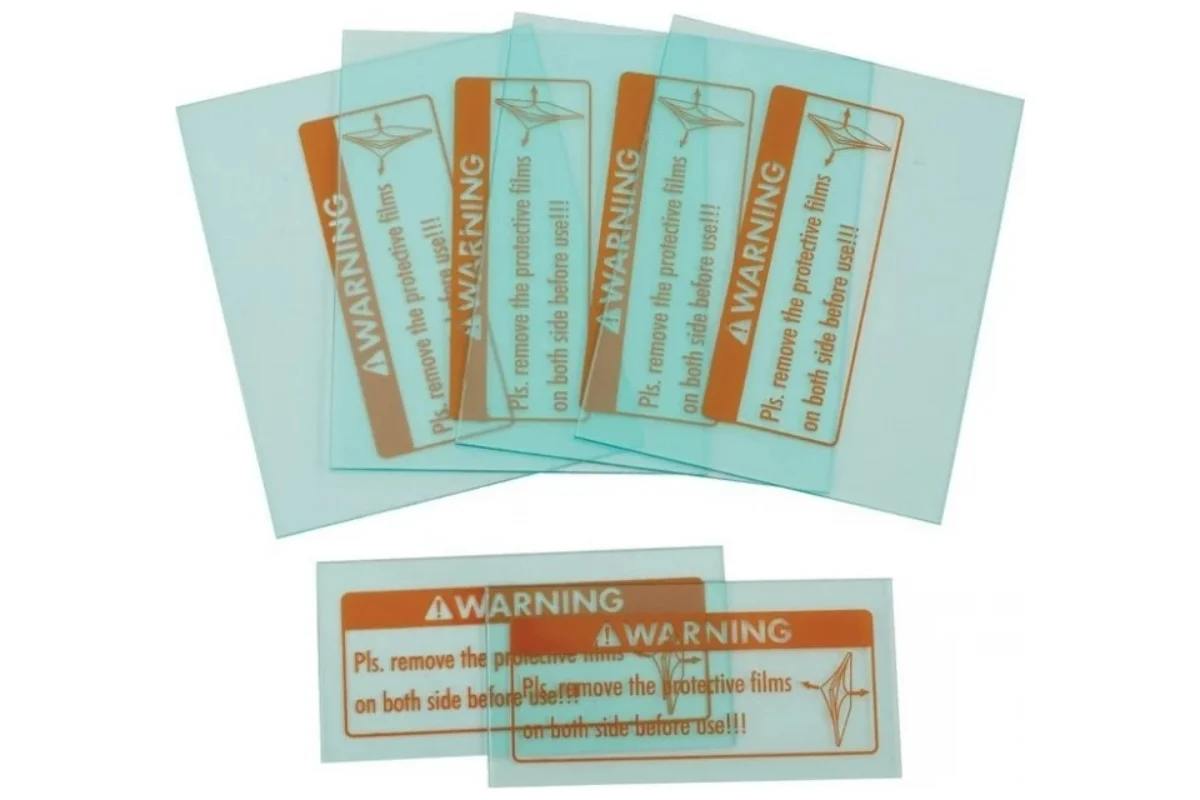 WARNING
Pls. remove the protective films
before use!!!
WARNING
Pls. remove the protective films
on both side before use!!!
WARNING
Pls. remove the protective films
on both side before use!!!
WARNING
Pls. remove the protective films
on both side before use!!!
WARNING
Pls. remove the protective films
on both side before use!!!
WARNING
Pls. remove the protective films
on both side before use!!!